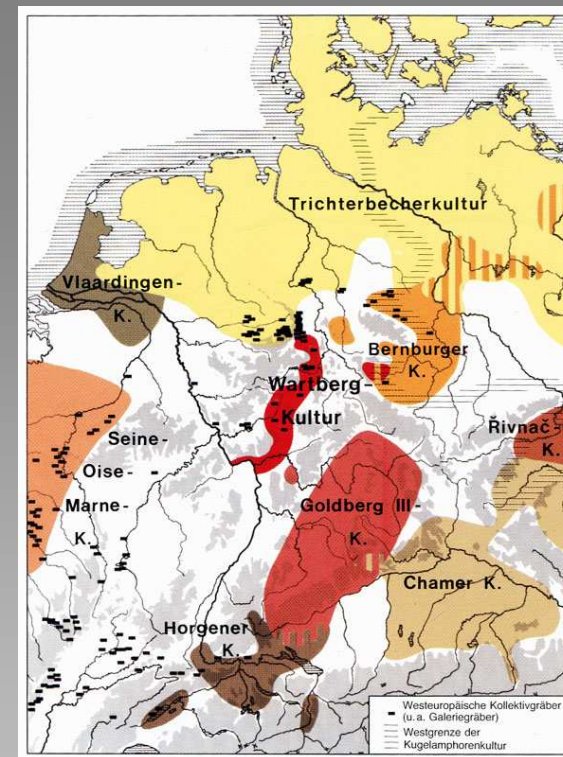 Trichterbecherkultur
Vlaardingen-
K.
Bernburger
K.
Wartberg-
Kultur
Řivnač
K.
Seine-
Oise-
Marne-
K.
Goldberg III-
K.
Chamer K.
Horgener
K.
Westeuropäische Kollektivgräber
(u. a. Galeriegräber)
Westgrenze der
Kugelamphorenkultur